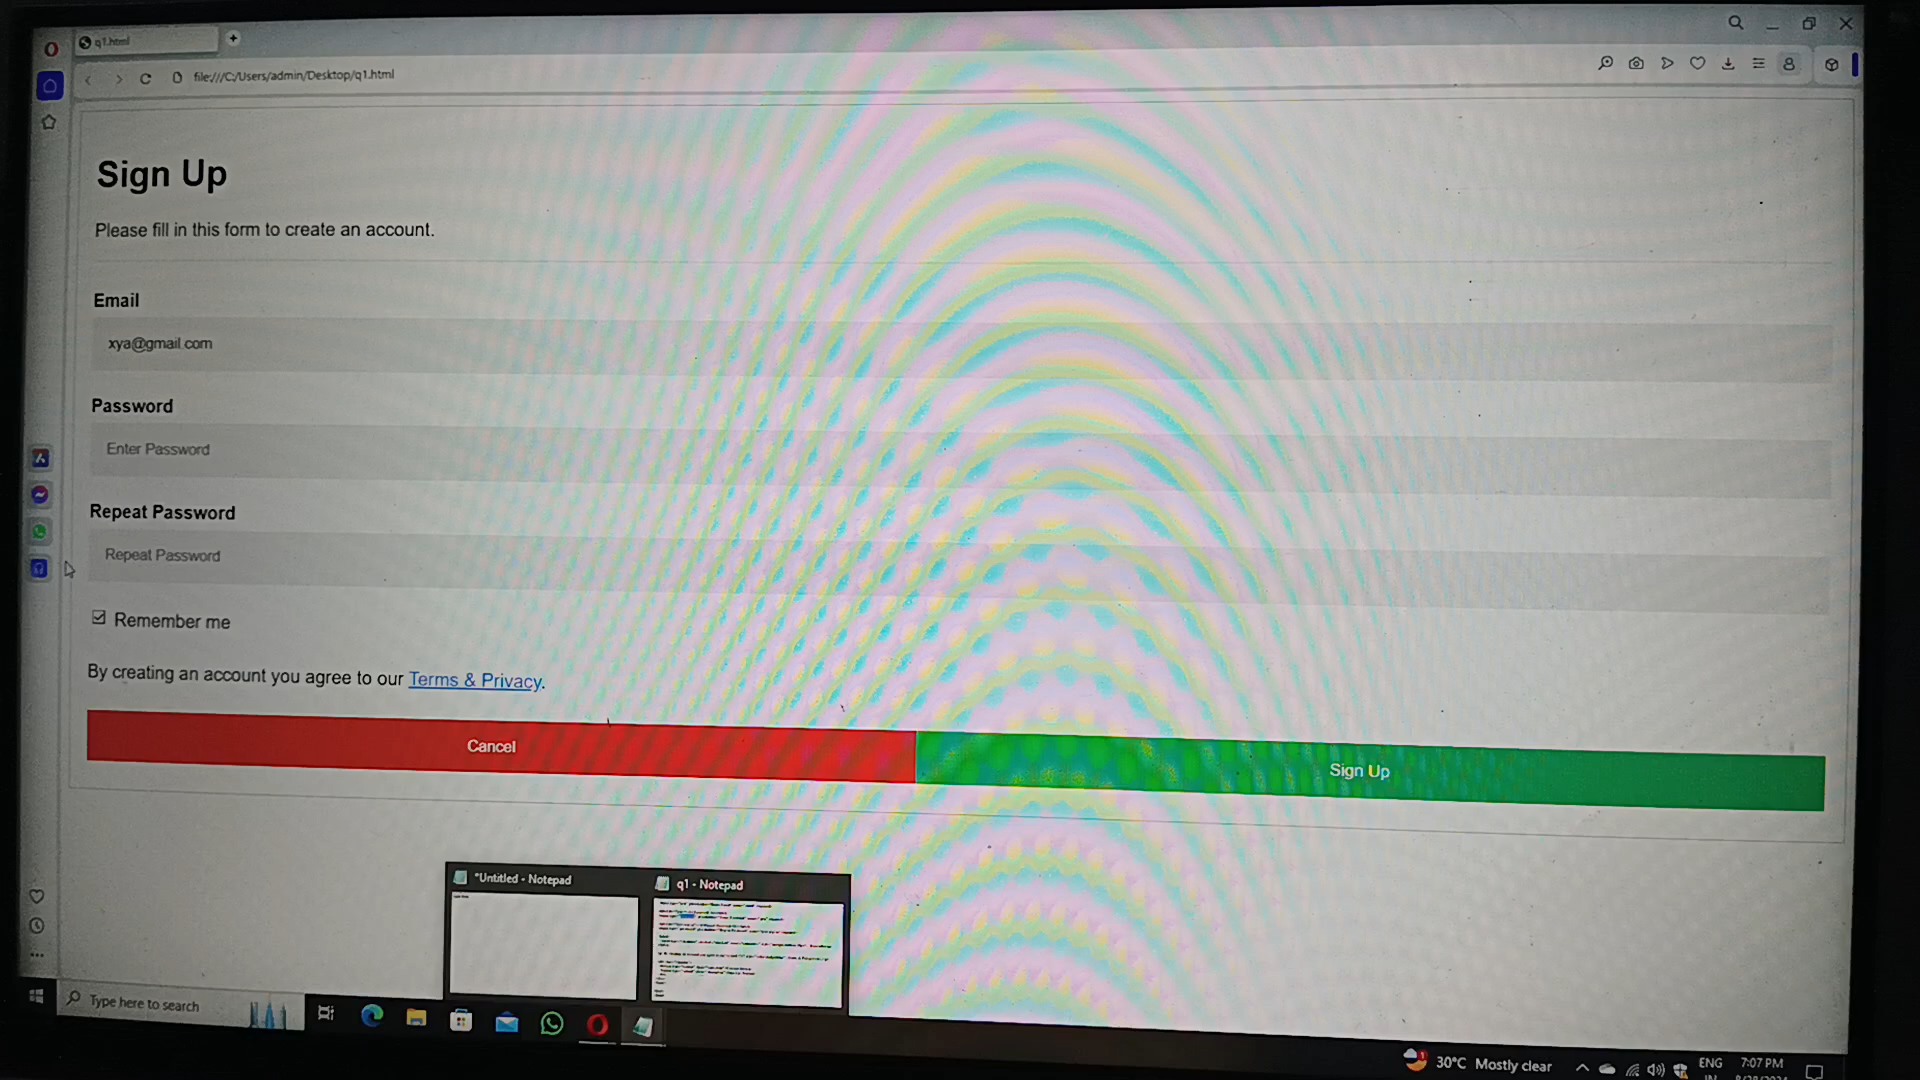 q1.html
file:///C:/Users/admin/Desktop/q1.html
Sign Up
Please fill in this form to create an account.
Email
xya@gmail.com
Password
Enter Password
Repeat Password
Repeat Password
Remember me
By creating an account you agree to our Terms & Privacy.
Cancel
Sign Up
*Untitled - Notepad
q1 - Notepad
Type here to search
30°C Mostly clear
ENG
7:07 PM
IN